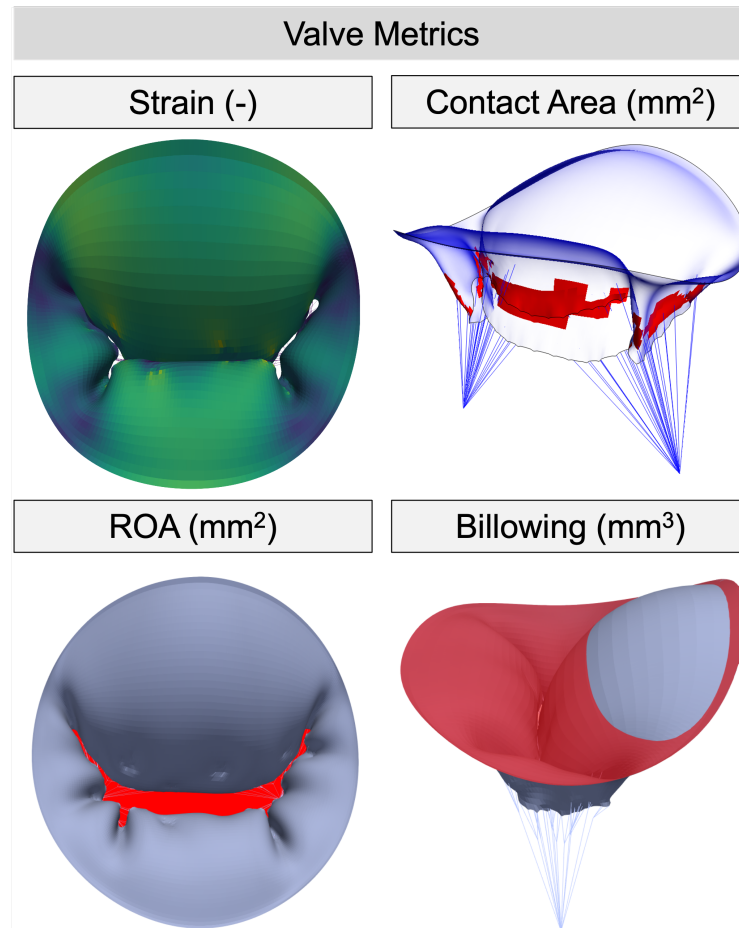 Valve Metrics
Strain (-)
Contact Area (mm²)
ROA (mm²)
Billowing (mm³)